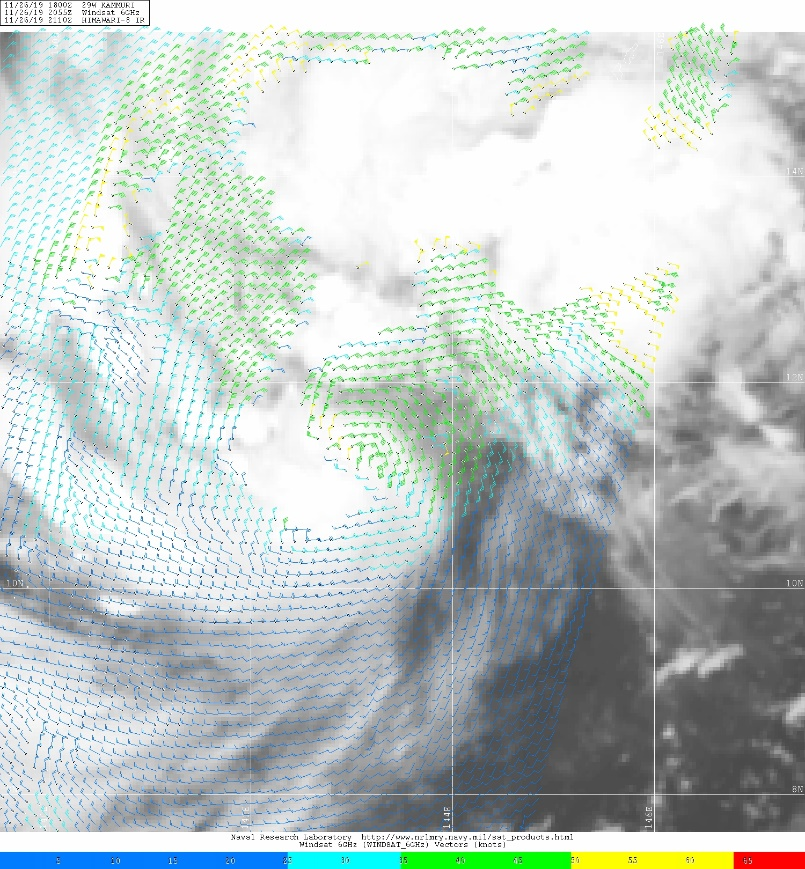 11/26/19 1800Z 29W KAMMURI
11/26/19 2055Z Windsat 6GHz
11/26/19 2110Z HIMAWARI-8 IR
14N
12N
10N
10N
8N
144E
146E
Naval Research Laboratory http://www.nrlmry.navy.mil/sat_products.html
Windsat 6GHz (WINDSAT_6GHz) Vectors (knots)
5 10 15 20 25 30 35 40 45 50 55 60 65